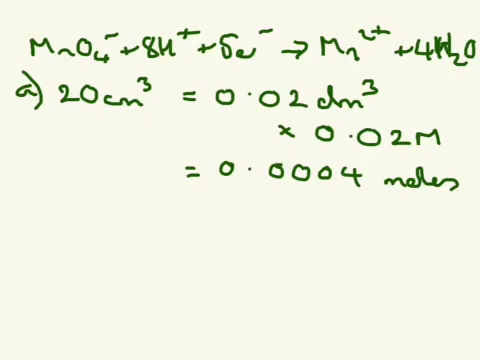 MnO₄⁻ + 8H⁺ + 5e⁻ → Mn²⁺ + 4H₂O
a) 20cm³ = 0.02 dm³
x 0.02M
= 0.0004 moles